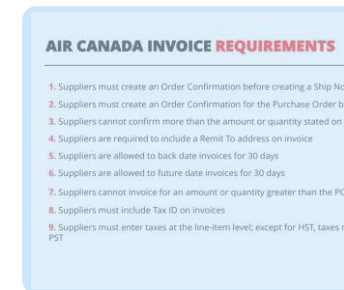 AIR CANADA INVOICE REQUIREMENTS
1. Suppliers must create an Order Confirmation before creating a Ship No
2. Suppliers must create an Order Confirmation for the Purchase Order b
3. Suppliers cannot confirm more than the amount or quantity stated on
4. Suppliers are required to include a Remit To address on invoice
5. Suppliers are allowed to back date invoices for 30 days
6. Suppliers are allowed to future date invoices for 30 days
7. Suppliers cannot invoice for an amount or quantity greater than the PO
8. Suppliers must include Tax ID on invoices
9. Suppliers must enter taxes at the line-item level; except for HST, taxes
PST